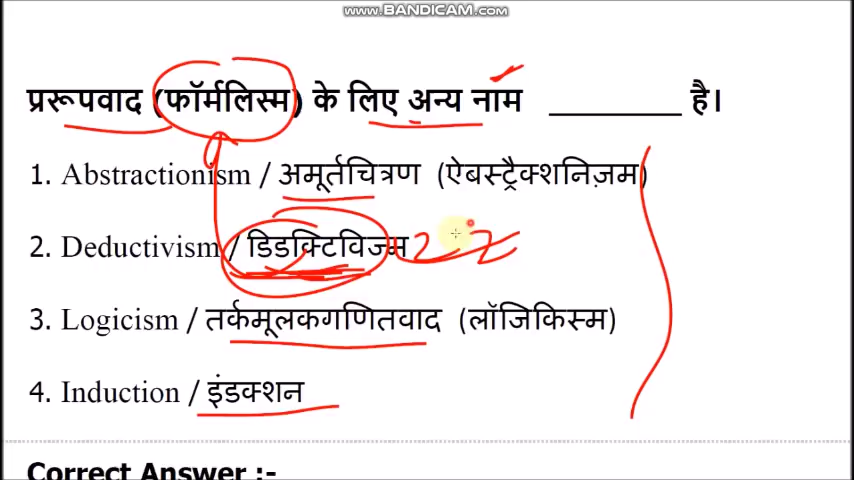 WWW.BANDICAM.COM
प्ररूपवाद (फॉर्मलिस्म) के लिए अन्य नाम ________ है।
1. Abstractionism / अमूर्तचित्रण (ऐबस्ट्रैक्शनिज़म)
2. Deductivism / डिडक्टिविज्म
3. Logicism / तर्कमूलकगणितवाद (लॉजिकिस्म)
4. Induction / इंडक्शन
Correct Answer :-